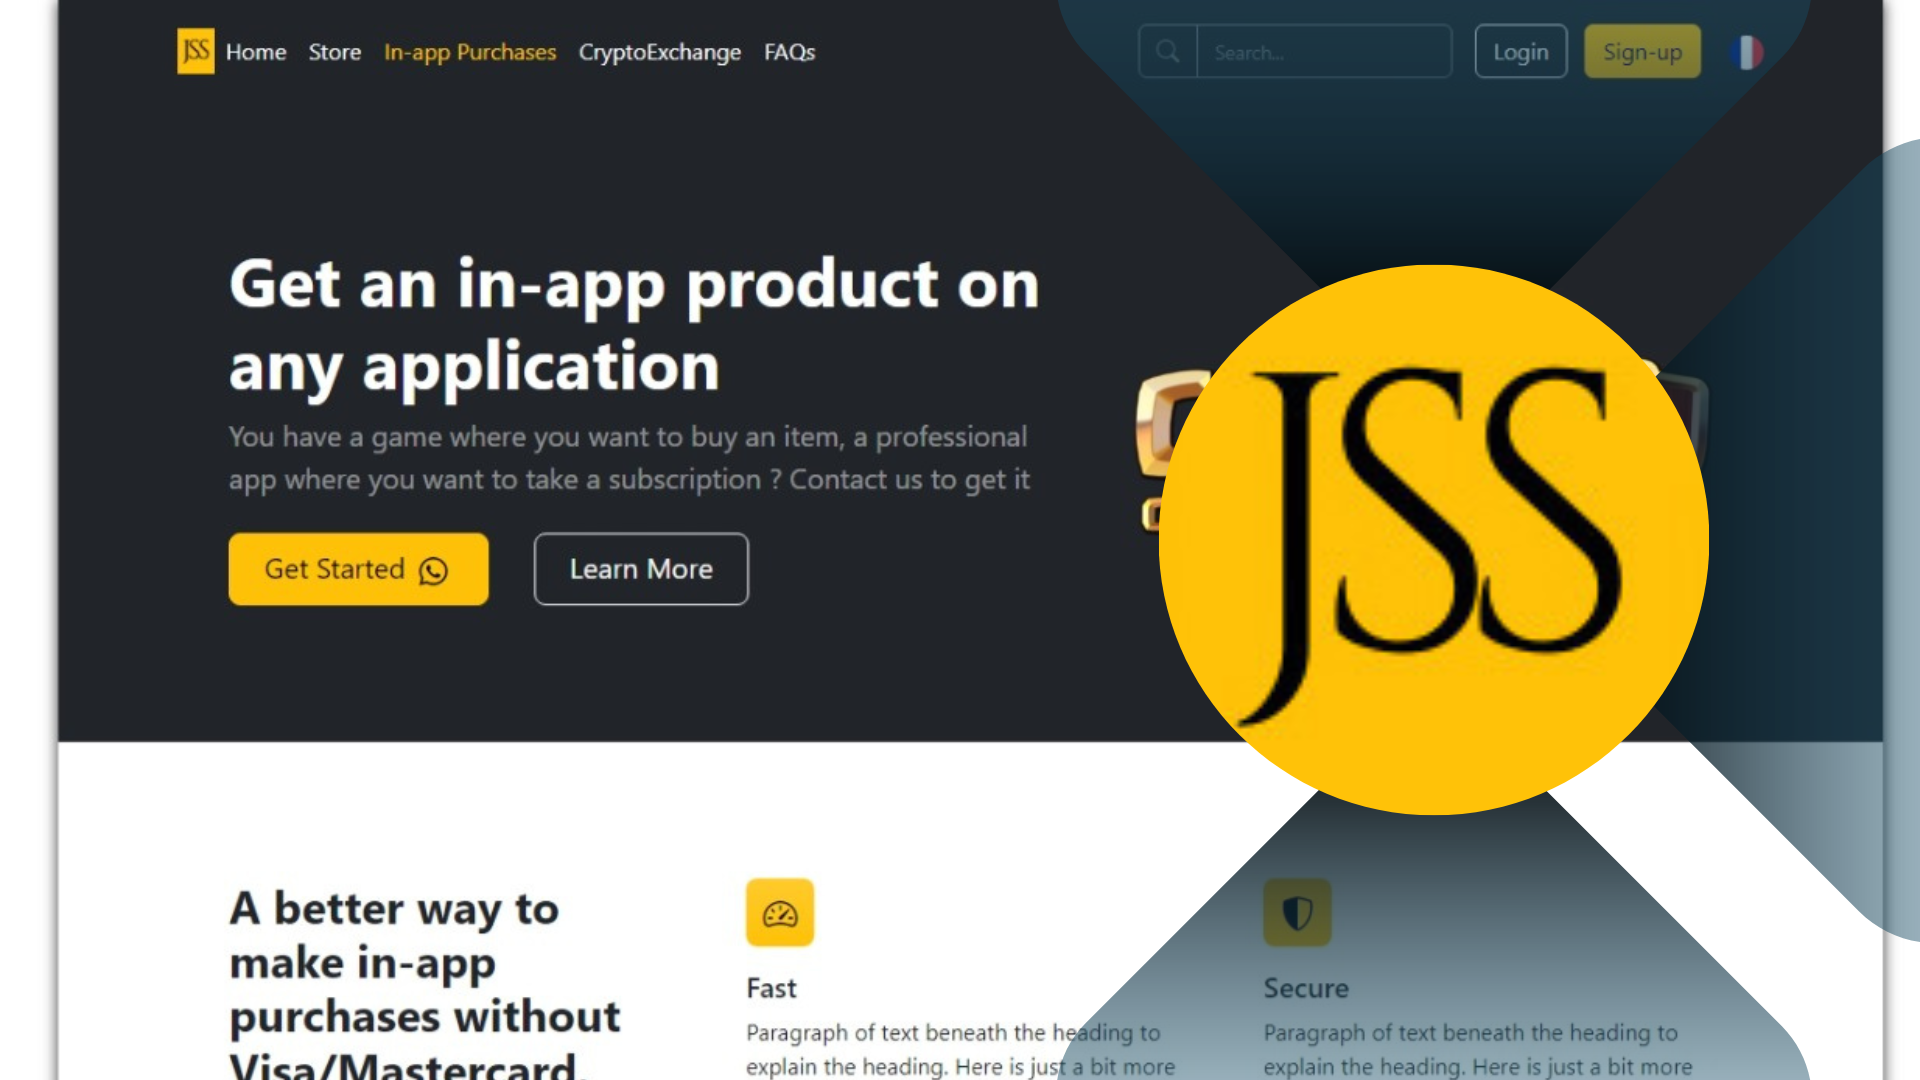 JSS Home Store In-app Purchases CryptoExchange FAQs Search... Login Sign-up
Get an in-app product on
any application
You have a game where you want to buy an item, a professional
app where you want to take a subscription ? Contact us to get it
Get Started Learn More
JSS
A better way to
make in-app
purchases without
Visa/Mastercard.
Fast
Paragraph of text beneath the heading to
explain the heading. Here is just a bit more
Secure
Paragraph of text beneath the heading to
explain the heading. Here is just a bit more